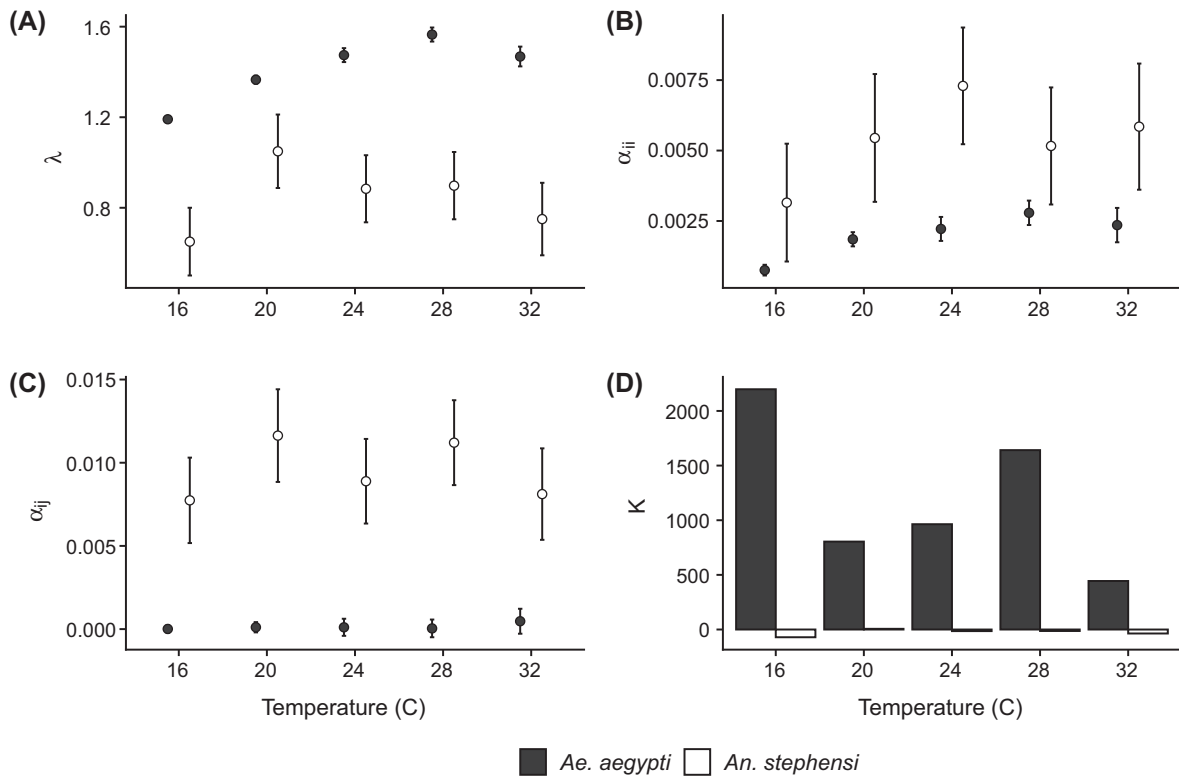 (A)
1.6
1.2
0.8
λ
16 20 24 28 32
(B)
0.0075
0.0050
0.0025
αii
16 20 24 28 32
(C)
0.015
0.010
0.005
0.000
αij
16 20 24 28 32
Temperature (C)
(D)
2000
1500
1000
500
0
K
16 20 24 28 32
Temperature (C)
Ae. aegypti An. stephensi